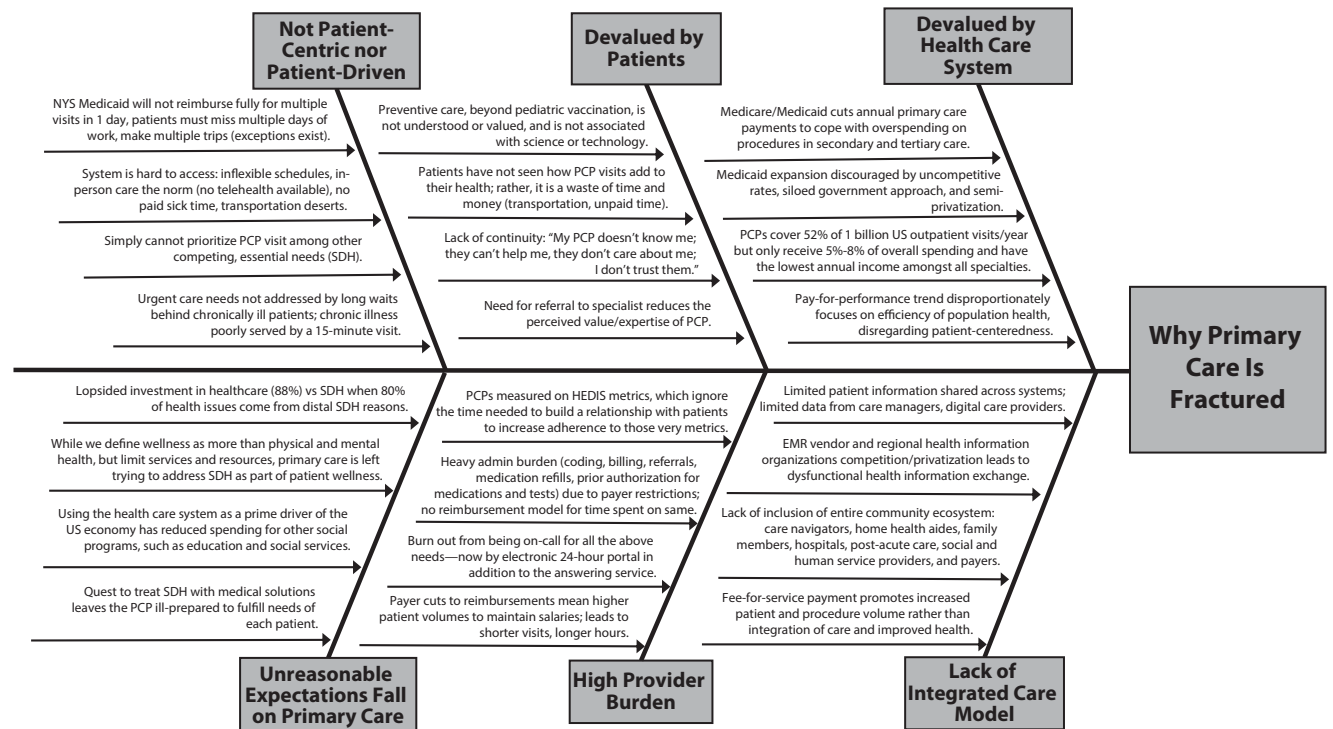 Not Patient-
Centric nor
Patient-Driven
NYS Medicaid will not reimburse fully for multiple
visits in 1 day, patients must miss multiple days of
work, make multiple trips (exceptions exist).
System is hard to access: inflexible schedules, in-
person care the norm (no telehealth available), no
paid sick time, transportation deserts.
Simply cannot prioritize PCP visit among other
competing, essential needs (SDH).
Urgent care needs not addressed by long waits
behind chronically ill patients; chronic illness
poorly served by a 15-minute visit.
Devalued by
Patients
Preventive care, beyond pediatric vaccination, is
not understood or valued, and is not associated
with science or technology.
Patients have not seen how PCP visits add to
their health; rather, it is a waste of time and
money (transportation, unpaid time).
Lack of continuity: “My PCP doesn’t know me;
they can’t help me, they don’t care about me;
I don’t trust them.”
Need for referral to specialist reduces the
perceived value/expertise of PCP.
Devalued by
Health Care
System
Medicare/Medicaid cuts annual primary care
payments to cope with overspending on
procedures in secondary and tertiary care.
Medicaid expansion discouraged by uncompetitive
rates, siloed government approach, and semi-
privatization.
PCPs cover 52% of 1 billion US outpatient visits/year
but only receive 5%-8% of overall spending and have
the lowest annual income amongst all specialties.
Pay-for-performance trend disproportionately
focuses on efficiency of population health,
disregarding patient-centeredness.
Why Primary
Care Is
Fractured
Lopsided investment in healthcare (88%) vs SDH when 80%
of health issues come from distal SDH reasons.
While we define wellness as more than physical and mental
health, but limit services and resources, primary care is left
trying to address SDH as part of patient wellness.
Using the health care system as a prime driver of the
US economy has reduced spending for other social
programs, such as education and social services.
Quest to treat SDH with medical solutions
leaves the PCP ill-prepared to fulfill needs of
each patient.
Unreasonable
Expectations Fall
on Primary Care
PCPs measured on HEDIS metrics, which ignore
the time needed to build a relationship with patients
to increase adherence to those very metrics.
Heavy admin burden (coding, billing, referrals,
medication refills, prior authorization for
medications and tests) due to payer restrictions;
no reimbursement model for time spent on same.
Burn out from being on-call for all the above
needs—now by electronic 24-hour portal in
addition to the answering service.
Payer cuts to reimbursements mean higher
patient volumes to maintain salaries; leads to
shorter visits, longer hours.
High Provider
Burden
Limited patient information shared across systems;
limited data from care managers, digital care providers.
EMR vendor and regional health information
organizations competition/privatization leads to
dysfunctional health information exchange.
Lack of inclusion of entire community ecosystem:
care navigators, home health aides, family
members, hospitals, post-acute care, social and
human service providers, and payers.
Fee-for-service payment promotes increased
patient and procedure volume rather than
integration of care and improved health.
Lack of
Integrated Care
Model